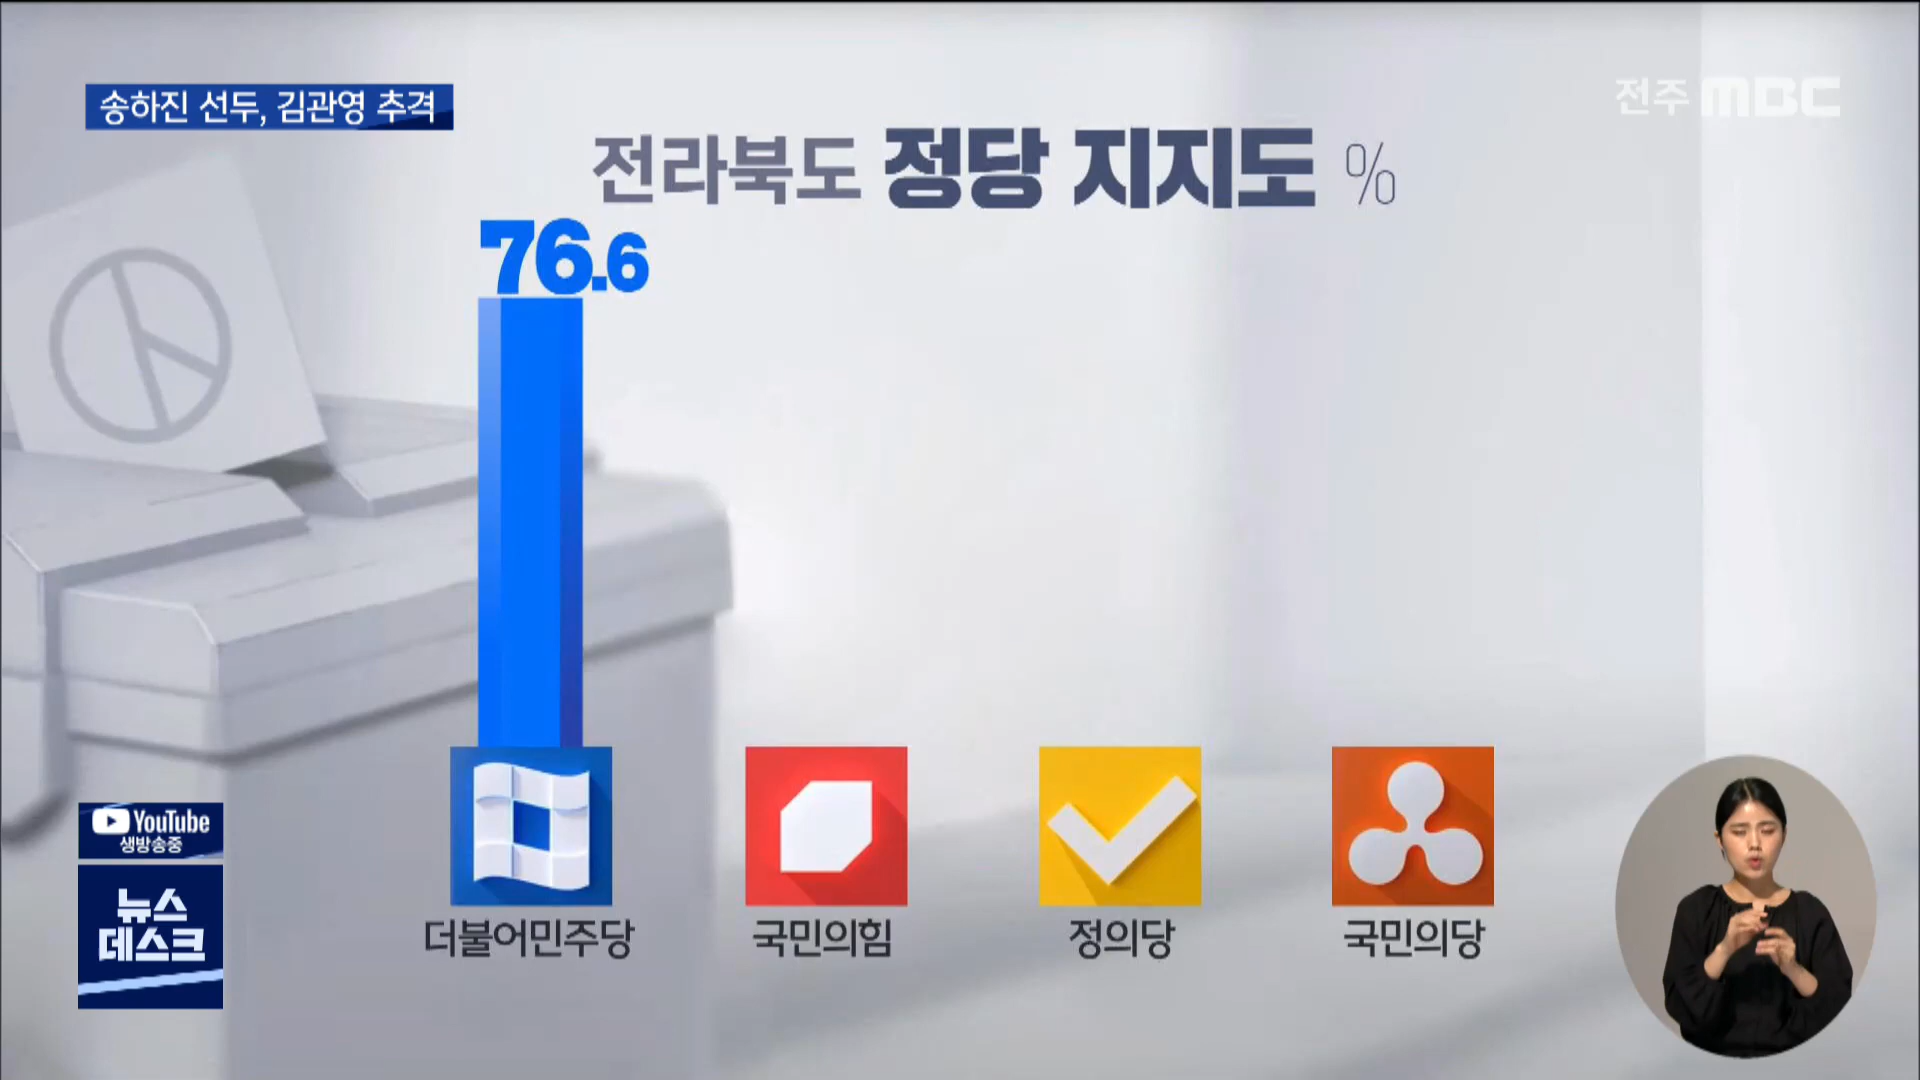 송하진 선두, 김관영 추격
전주 MBC
전라북도 정당 지지도 %
76.6
더불어민주당
국민의힘
정의당
국민의당
YouTube
생방송중
뉴스
데스크